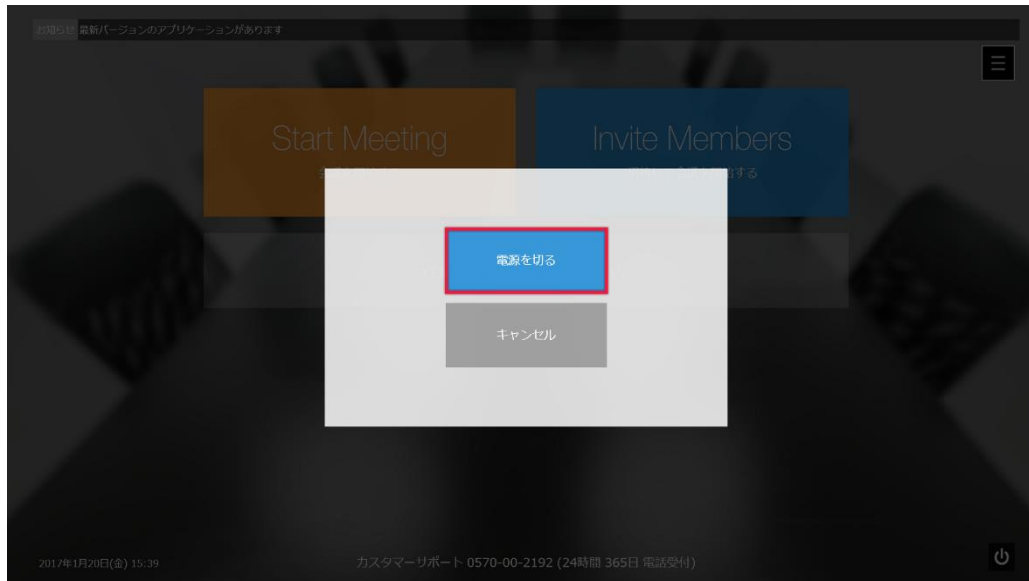 お知らせ 最新バージョンのアプリケーションがあります
Start Meeting
Invite Members
電源を切る
キャンセル
2017年1月20日(金) 15:39
カスタマーサポート 0570-00-2192 (24時間 365日 電話受付)